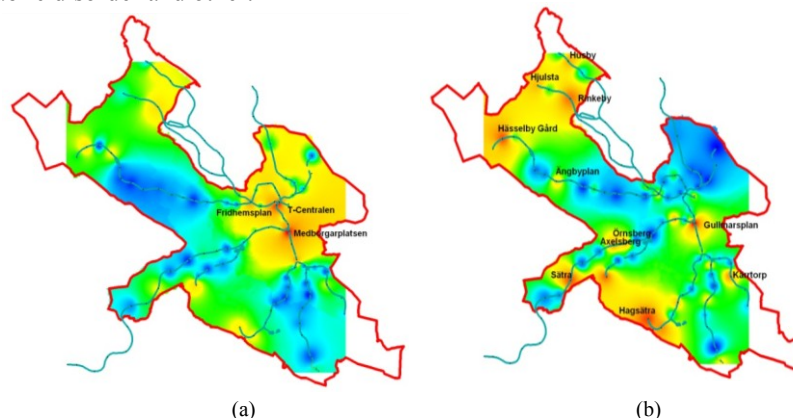 Husby
Hjulsta
Rinkeby
Hässelby Gård
Ängbyplan
Fridhemsplan
T-Centralen
Medborgarplatsen
Gullmarsplan
Örnsberg
Axelsberg
Sätra
Kärrtorp
Hagsätra
(a)
(b)